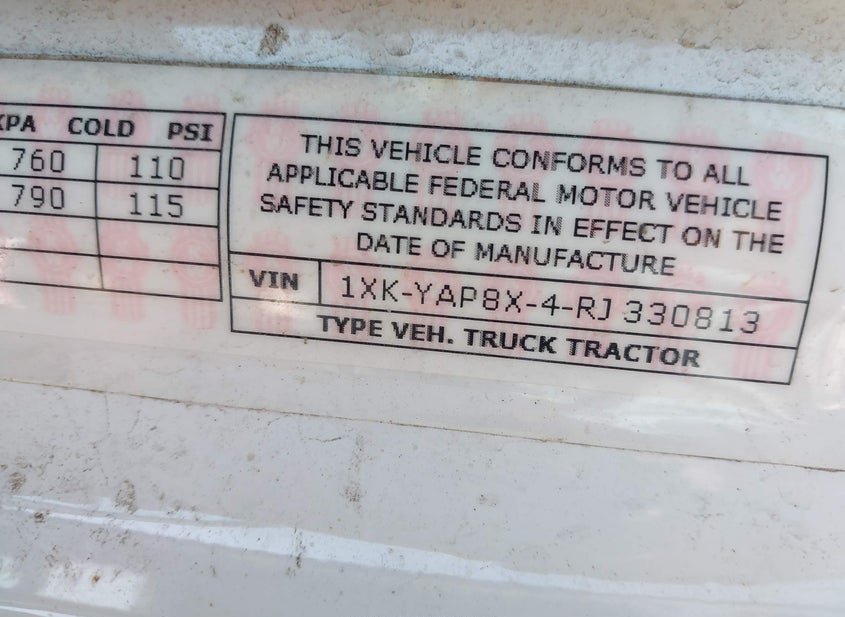 KPA COLD PSI
760 110
790 115
THIS VEHICLE CONFORMS TO ALL
APPLICABLE FEDERAL MOTOR VEHICLE
SAFETY STANDARDS IN EFFECT ON THE
DATE OF MANUFACTURE
VIN 1XK-YAP8X-4-RJ 330813
TYPE VEH. TRUCK TRACTOR